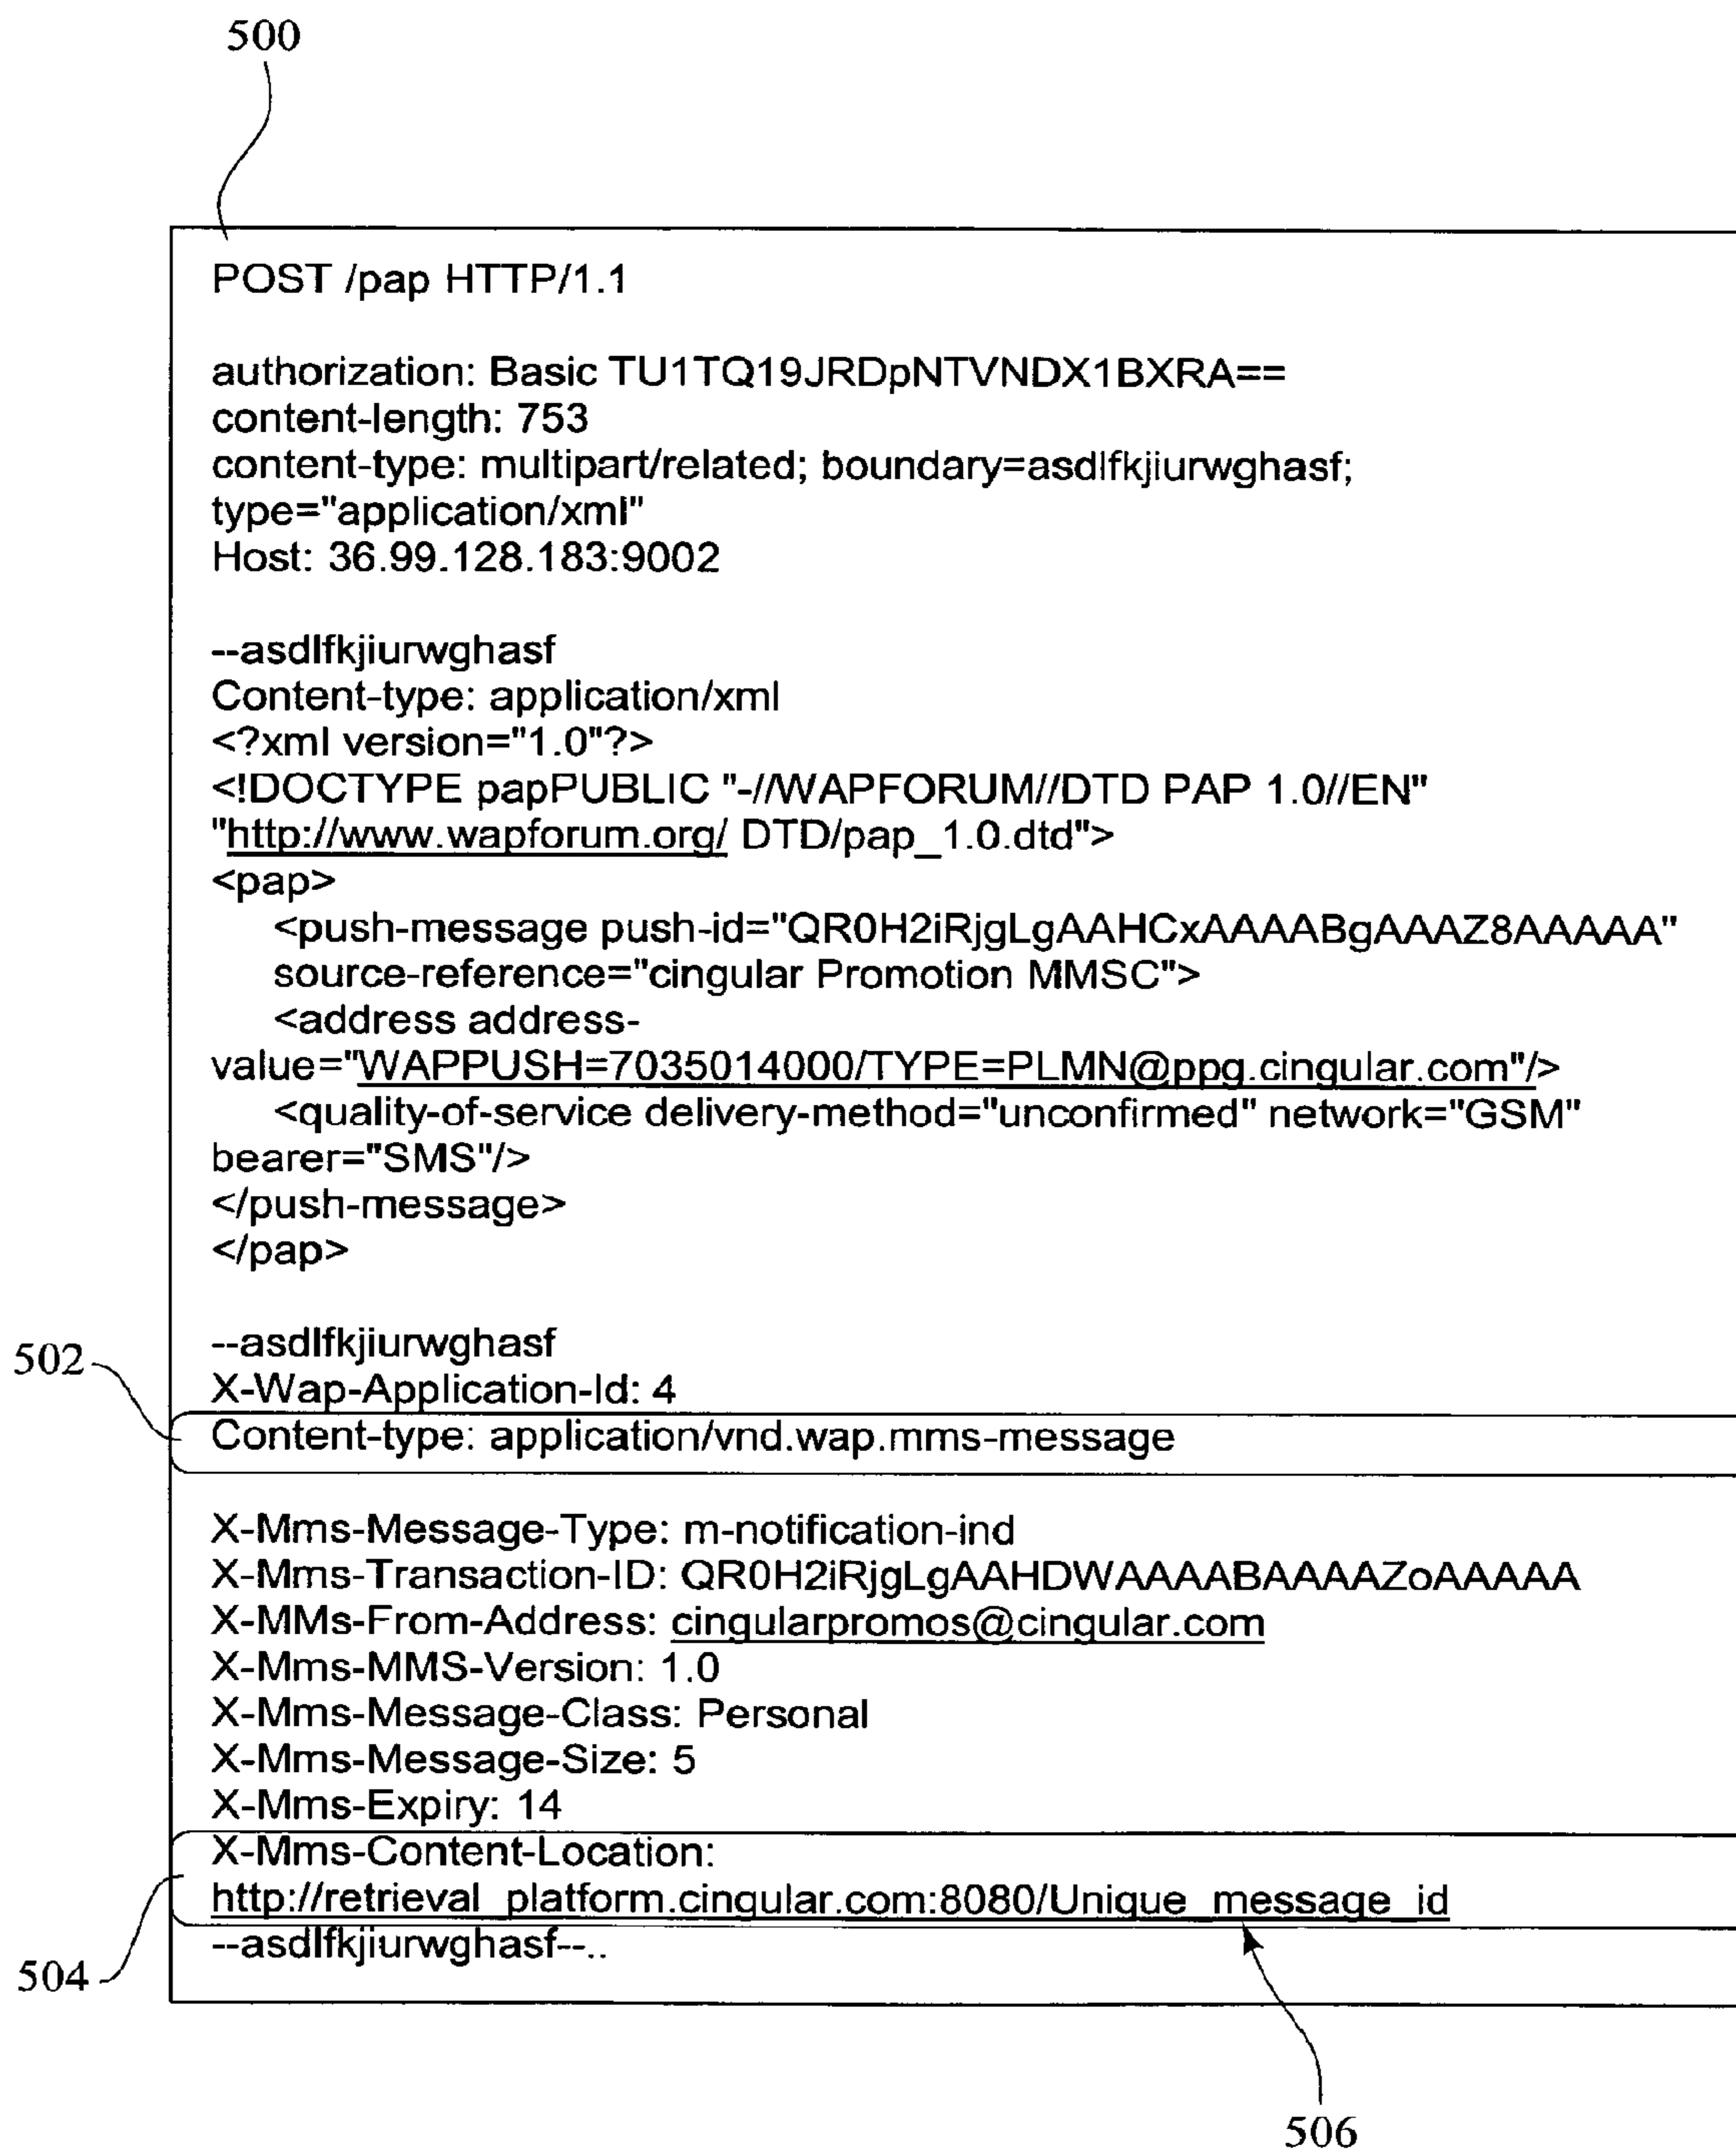 500
POST /pap HTTP/1.1
authorization: Basic TU1TQ19JRDpNTVNDX1BXRA==
content-length: 753
content-type: multipart/related; boundary=asdlfkjiurwghasf;
type="application/xml"
Host: 36.99.128.183:9002
--asdlfkjiurwghasf
Content-type: application/xml
<?xml version="1.0"?>
<!DOCTYPE papPUBLIC "-//WAPFORUM//DTD PAP 1.0//EN"
"http://www.wapforum.org/ DTD/pap_1.0.dtd">
<pap>
<push-message push-id="QR0H2iRjgLgAAHCxAAAABgAAAZ8AAAAA"
source-reference="cingular Promotion MMSC">
<address address-
value="WAPPUSH=7035014000/TYPE=PLMN@ppg.cingular.com"/>
<quality-of-service delivery-method="unconfirmed" network="GSM"
bearer="SMS"/>
</push-message>
</pap>
--asdlfkjiurwghasf
502
X-Wap-Application-Id: 4
Content-type: application/vnd.wap.mms-message
X-Mms-Message-Type: m-notification-ind
X-Mms-Transaction-ID: QR0H2iRjgLgAAHDWAAAABAAAAZoAAAAA
X-MMs-From-Address: cingularpromos@cingular.com
X-Mms-MMS-Version: 1.0
X-Mms-Message-Class: Personal
X-Mms-Message-Size: 5
X-Mms-Expiry: 14
X-Mms-Content-Location:
http://retrieval_platform.cingular.com:8080/Unique_message_id
--asdlfkjiurwghasf--..
504
506